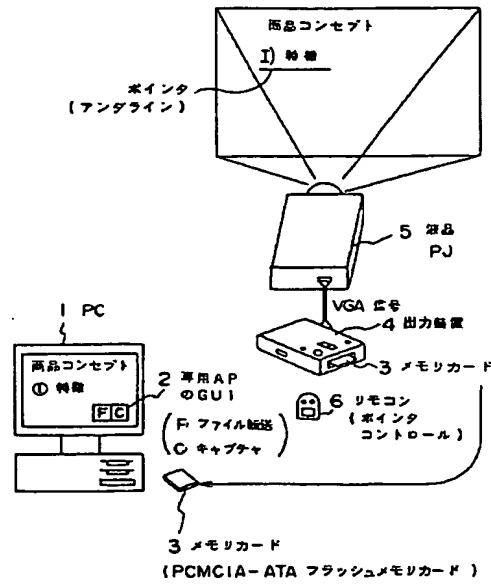 商品コンセプト
I) 特徴
ポインタ
(アンダライン)
5 液晶
PJ
VGA 信号
4 出力装置
3 メモリカード
6 リモコン
(ポインタ
コントロール)
1 PC
商品コンセプト
① 特徴
F C
2 専用AP
のGUI
(F: ファイル転送
C キャプチャ)
3 メモリカード
(PCMCIA-ATA フラッシュメモリカード)